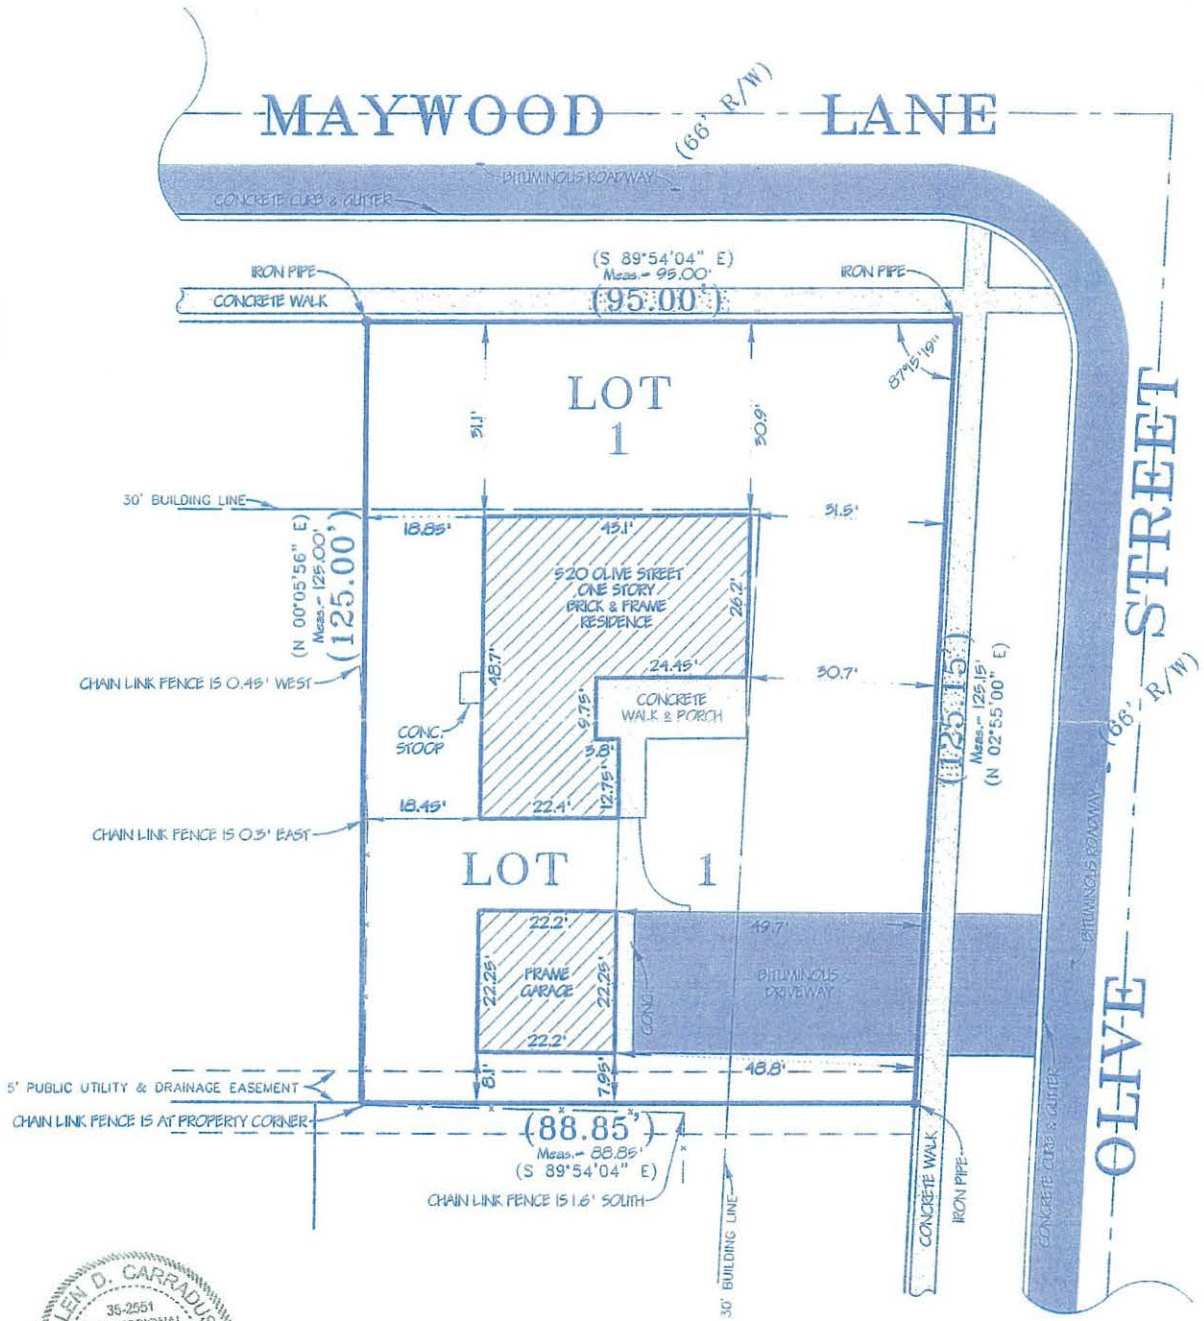 MAYWOOD LANE
(66' R/W)
BITUMINOUS ROADWAY
CONCRETE CURB & GUTTER
(S 89°54'04" E)
Meas.= 95.00'
(95.00')
IRON PIPE
IRON PIPE
CONCRETE WALK
87°15'19"
LOT
1
31.1'
30.9'
30' BUILDING LINE
18.85'
43.1'
31.5'
(N 00°05'56" E)
Meas.= 125.00'
(125.00')
520 OLIVE STREET
ONE STORY
BRICK & FRAME
RESIDENCE
26.2'
48.7'
24.45'
30.7'
CHAIN LINK FENCE IS 0.45' WEST
CONCRETE
WALK & PORCH
9.75'
CONC.
STOOP
3.8'
12.75'
(125.15')
Meas.= 125.15'
(N 02°55'00" E)
STREET
(66' R/W)
18.45'
22.4'
CHAIN LINK FENCE IS 0.3' EAST
LOT 1
BITUMINOUS ROADWAY
22.2'
49.7'
22.25'
FRAME
GARAGE
22.25'
CONC.
BITUMINOUS
DRIVEWAY
22.2'
8.1'
7.95'
48.8'
5' PUBLIC UTILITY & DRAINAGE EASEMENT
CHAIN LINK FENCE IS AT PROPERTY CORNER
(88.85')
Meas.= 88.85'
(S 89°54'04" E)
CHAIN LINK FENCE IS 1.6' SOUTH
30' BUILDING LINE
CONCRETE WALK
IRON PIPE
CONCRETE CURB & GUTTER
OLIVE
LEN D. CARRADUS
35-2551